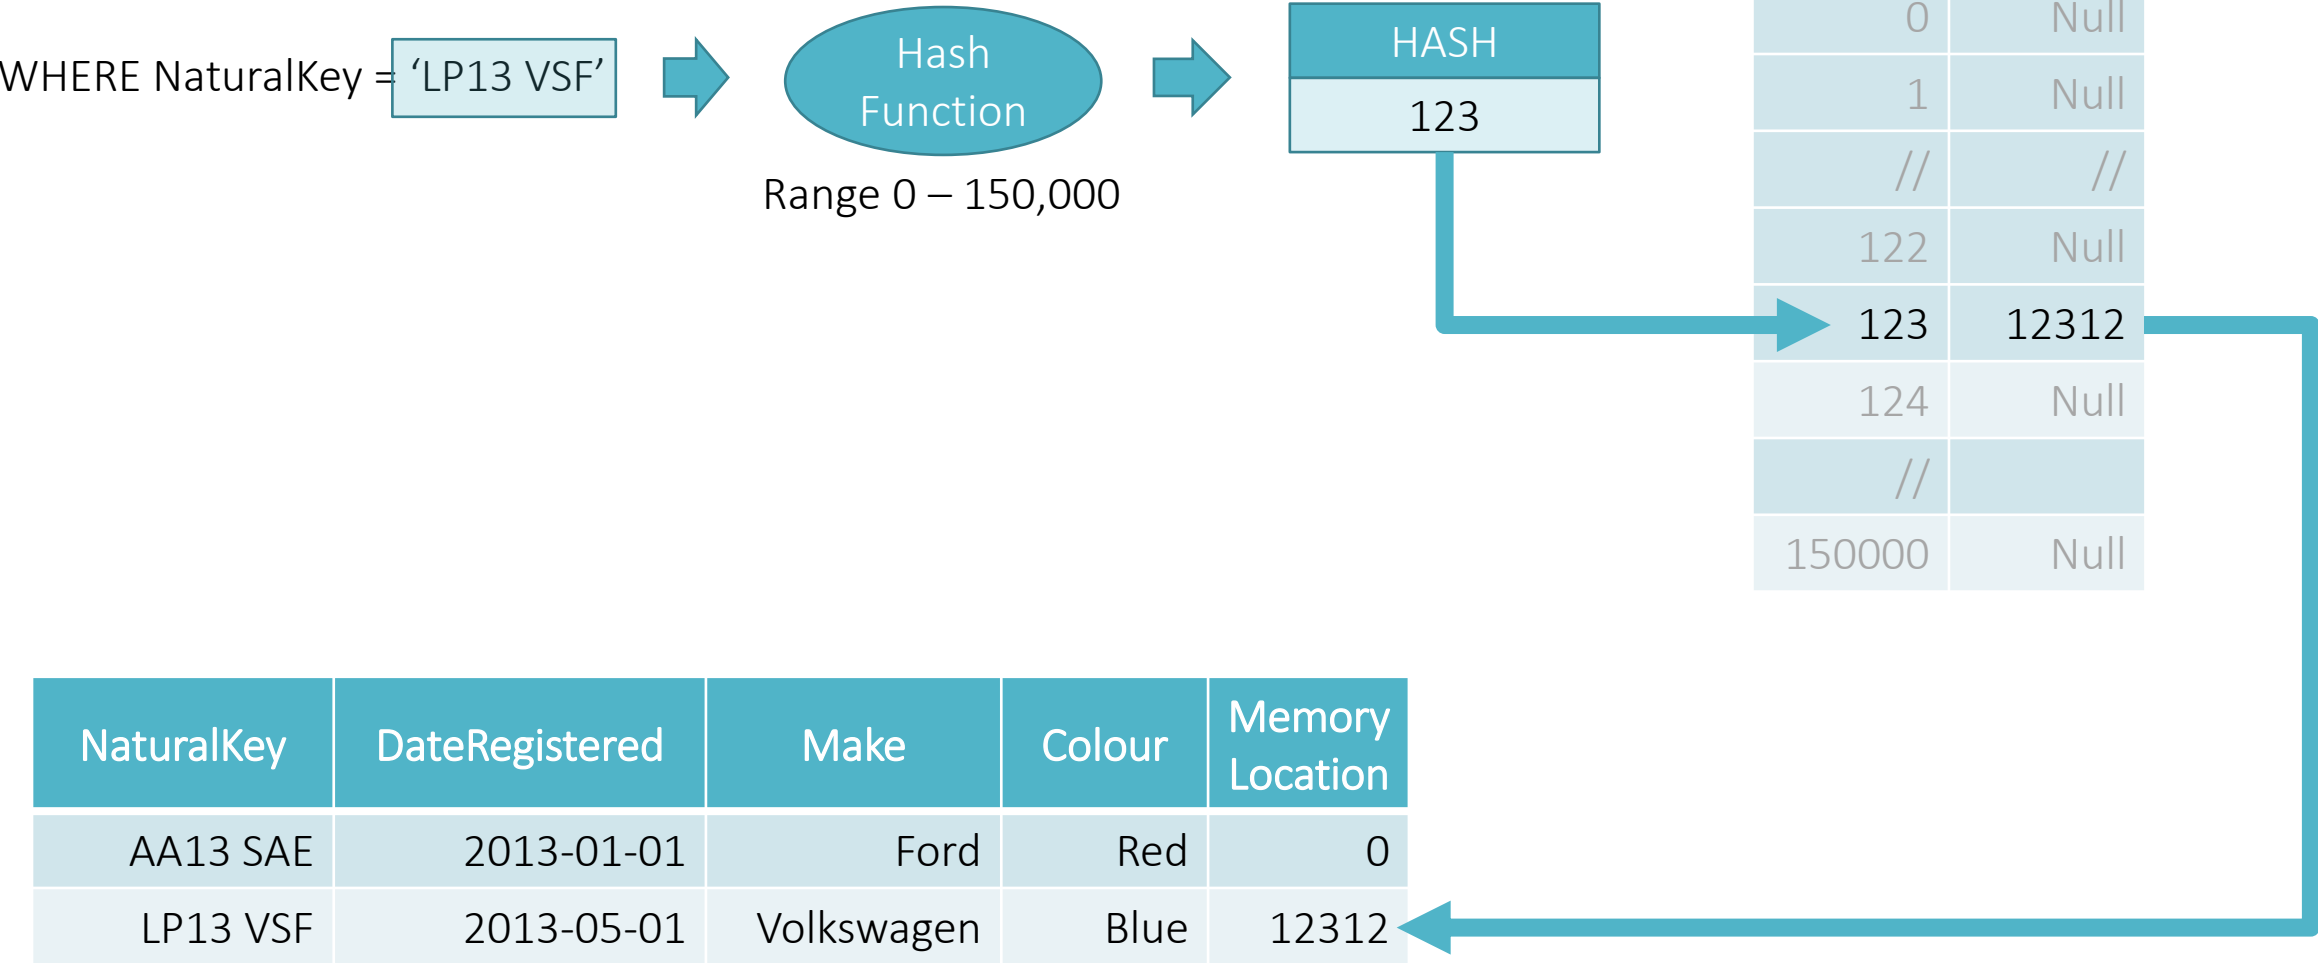 WHERE NaturalKey = ‘LP13 VSF’
Hash
Function
Range 0 – 150,000
HASH
123
0 Null
1 Null
// //
122 Null
123 12312
124 Null
//
150000 Null
NaturalKey DateRegistered Make Colour Memory Location
AA13 SAE 2013-01-01 Ford Red 0
LP13 VSF 2013-05-01 Volkswagen Blue 12312